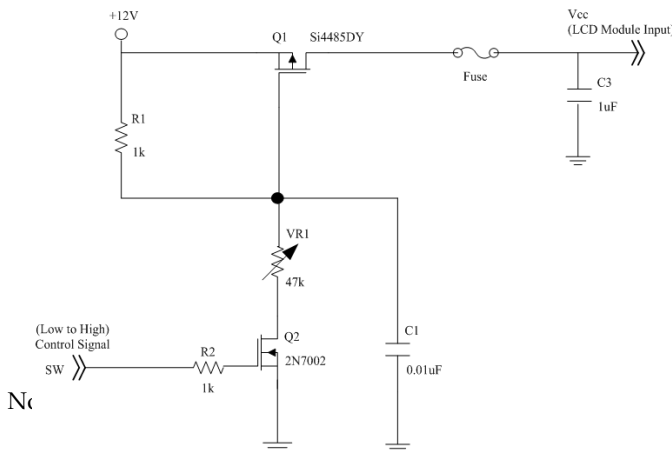 +12V
Q1
Si4485DY
Vcc
(LCD Module Input)
Fuse
C3
1uF
R1
1k
VR1
47k
(Low to High)
Control Signal
SW
R2
1k
Q2
2N7002
C1
0.01uF